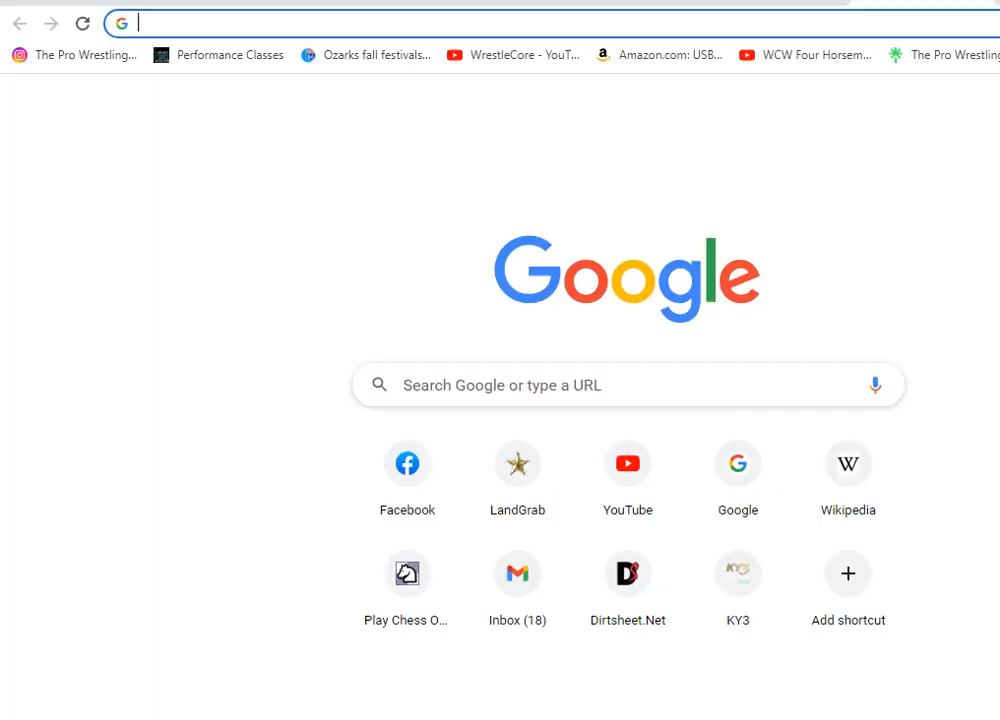 The Pro Wrestling... Performance Classes Ozarks fall festivals... WrestleCore - YouT... Amazon.com: USB... WCW Four Horsem... The Pro Wrestling
Google
Search Google or type a URL
Facebook LandGrab YouTube Google Wikipedia
KY3
Play Chess O... Inbox (18) Dirtsheet.Net KY3 Add shortcut